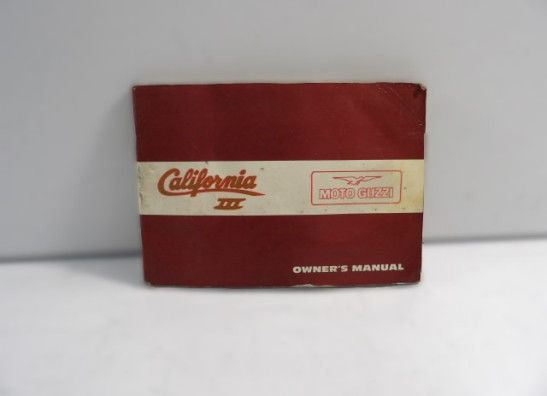 California
III
MOTO GUZZI
OWNER'S MANUAL